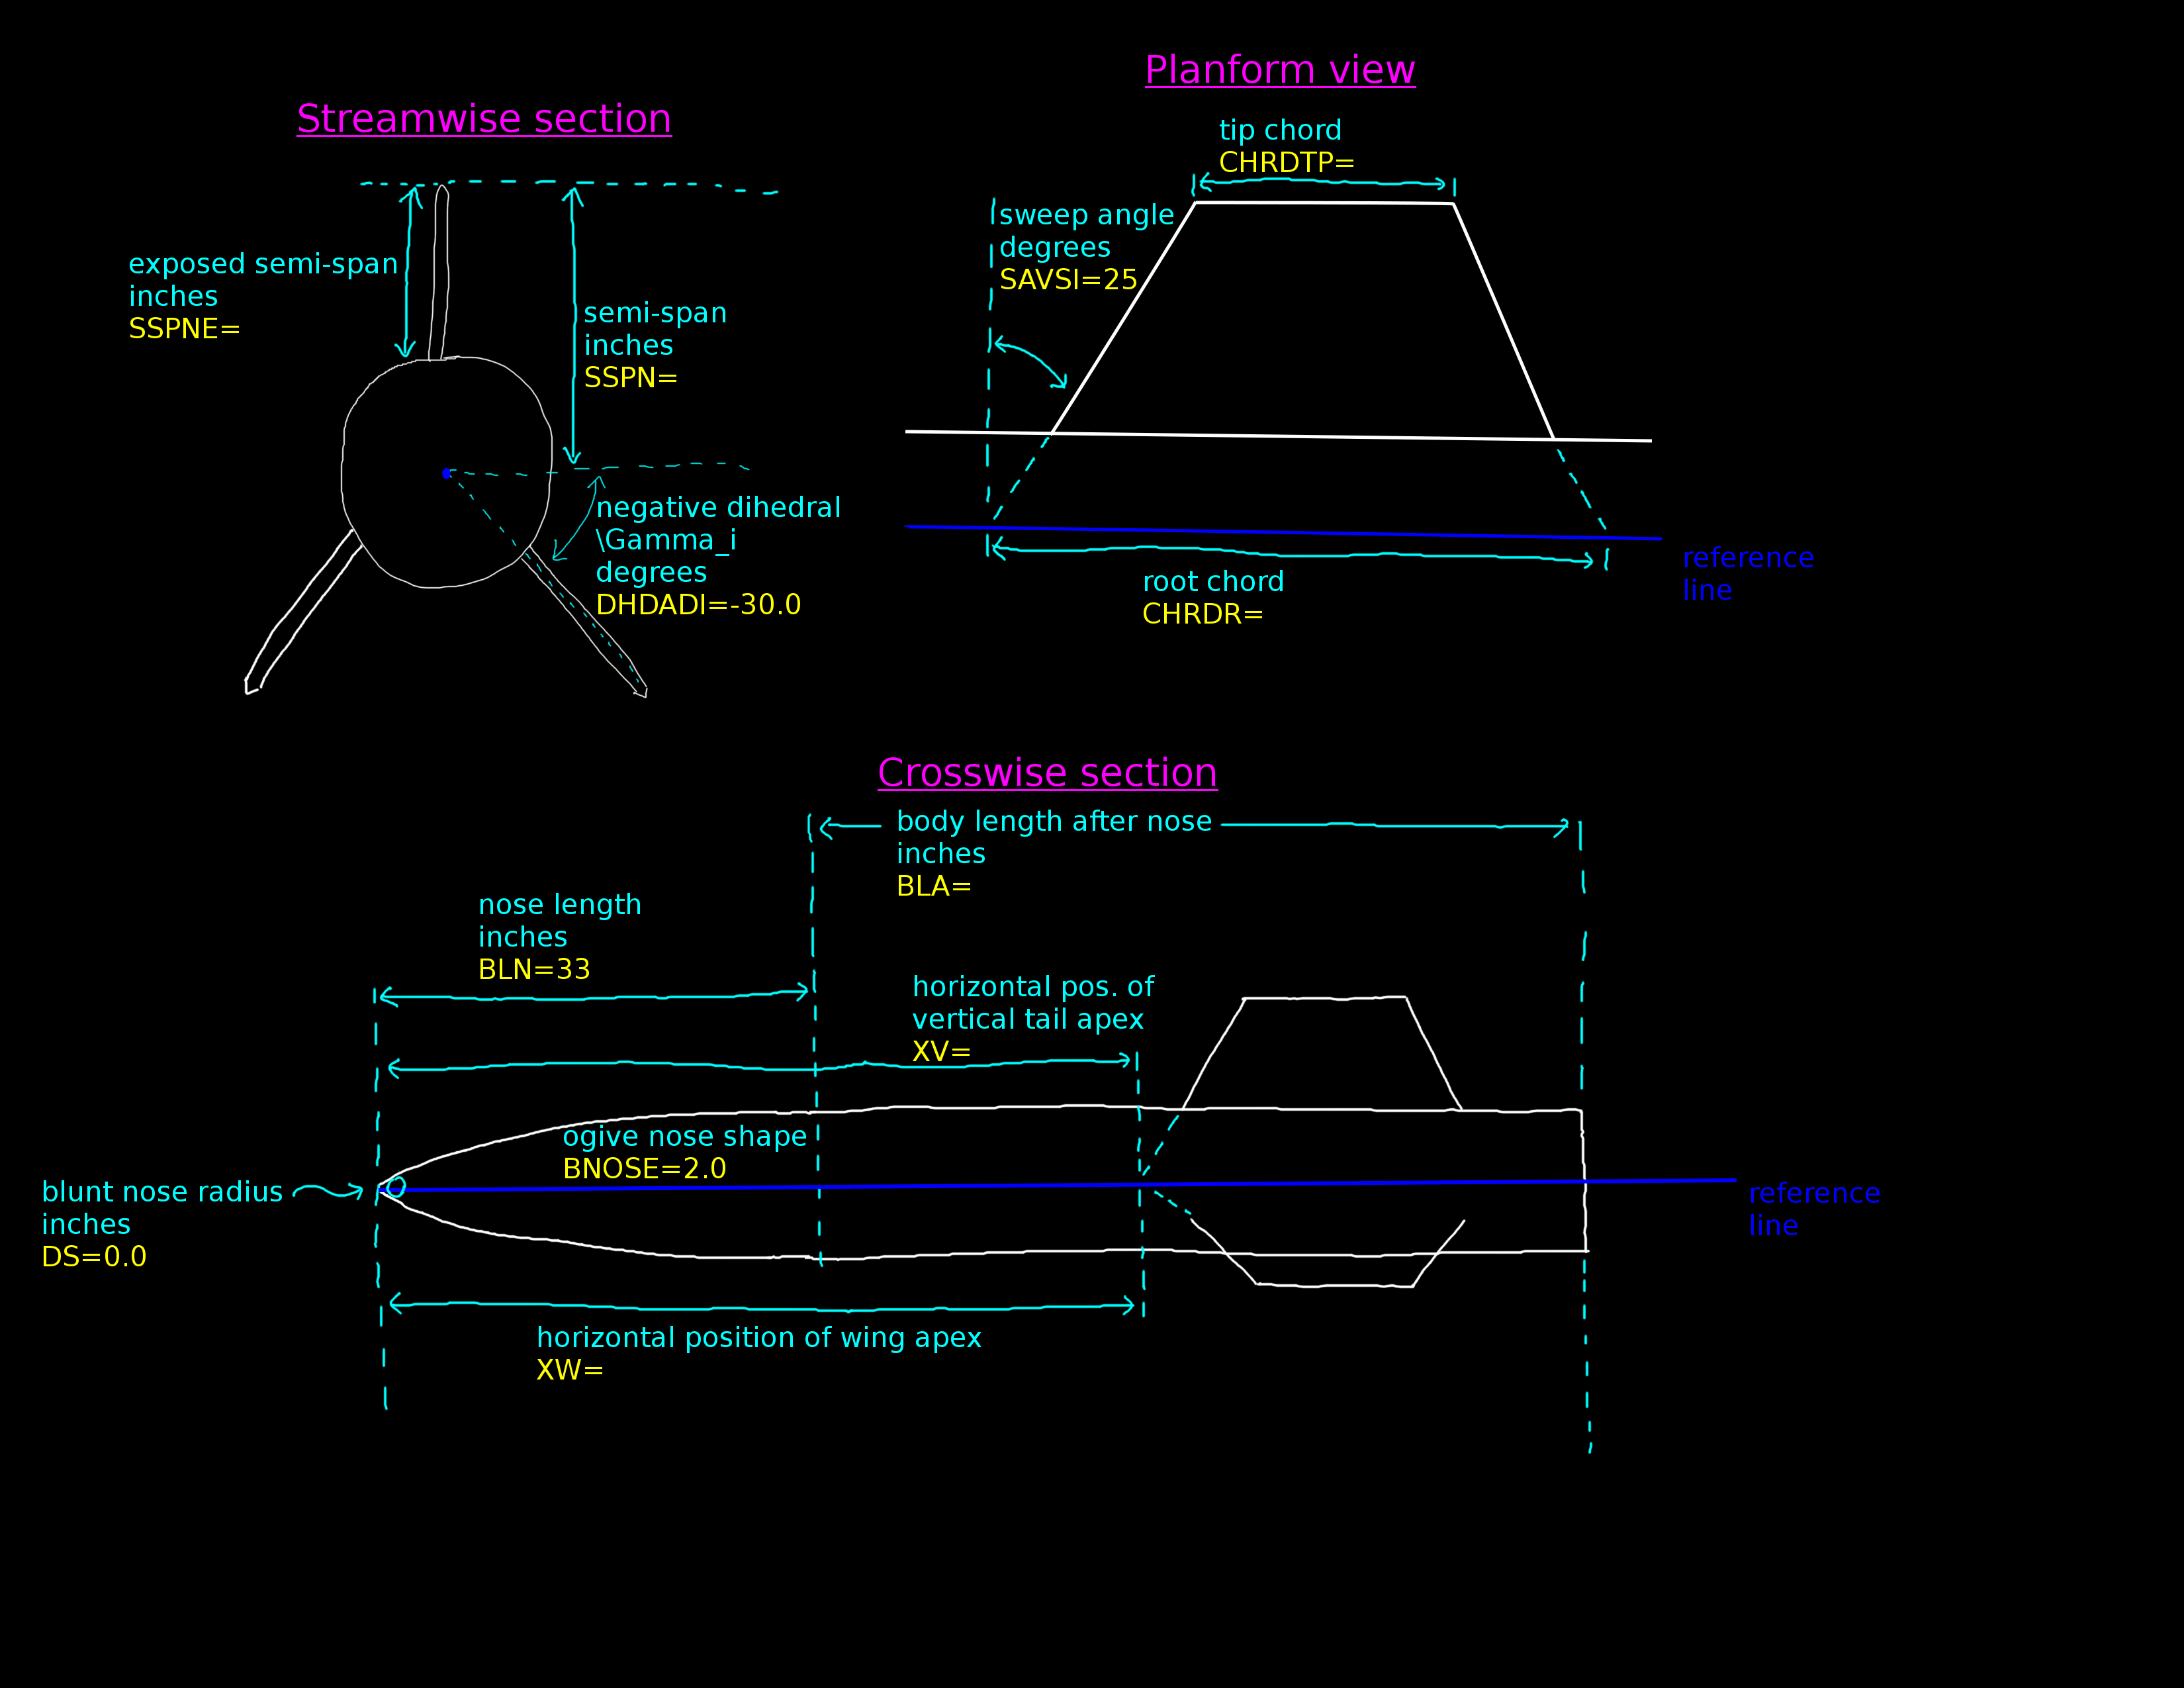 Streamwise section
exposed semi-span
inches
SSPNE=
semi-span
inches
SSPN=
negative dihedral
\Gamma_i
degrees
DHDADI=-30.0
Planform view
tip chord
CHRDTP=
sweep angle
degrees
SAVSI=25
root chord
CHRDR=
reference
line
Crosswise section
body length after nose
inches
BLA=
nose length
inches
BLN=33
horizontal pos. of
vertical tail apex
XV=
ogive nose shape
BNOSE=2.0
blunt nose radius
inches
DS=0.0
reference
line
horizontal position of wing apex
XW=